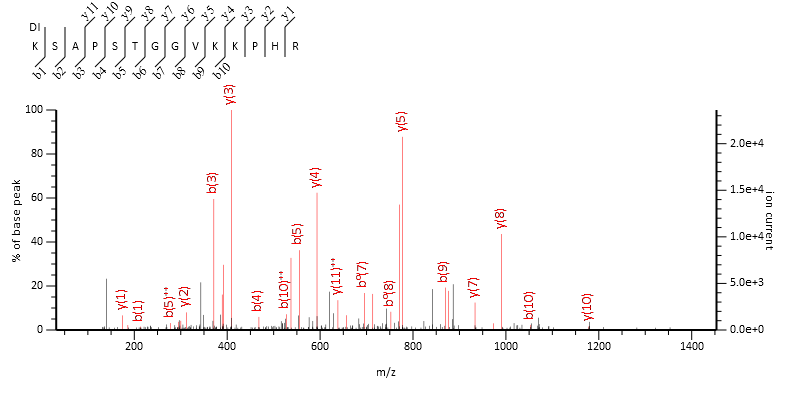 y11 y10 y9 y8 y7 y6 y5 y4 y3 y2 y1
DI
K S A P S T G G V K K P H R
b1 b2 b3 b4 b5 b6 b7 b8 b9 b10
y(3)
y(5)
b(3)
y(4)
b(5)
y(8)
y(1)
b(1)
b(5)++
y(2)
b(4)
b(10)++
y(11)++
b°(7)
b°(8)
b(9)
y(7)
b(10)
y(10)
100
80
60
40
20
0
% of base peak
2.0e+4
1.5e+4
1.0e+4
5.0e+3
0.0e+0
ion current
200 400 600 800 1000 1200 1400
m/z